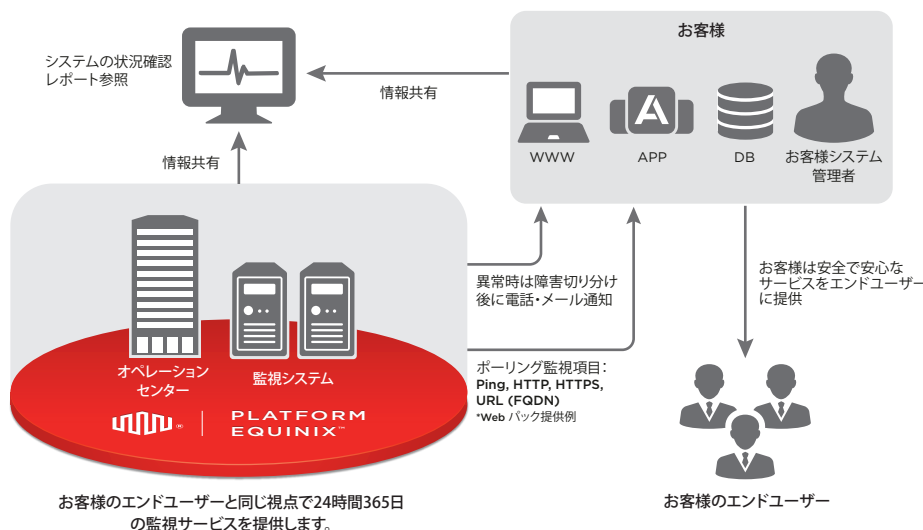 お客様
システムの状況確認
レポート参照
情報共有
WWW
APP
DB
お客様システム
管理者
情報共有
異常時は障害切り分け
後に電話・メール通知
お客様は安全で安心な
サービスをエンドユーザー
に提供
オペレーション
センター
監視システム
ポーリング監視項目：
Ping, HTTP, HTTPS,
URL (FQDN)
*Web パック提供例
PLATFORM
EQUINIX™
お客様のエンドユーザーと同じ視点で24時間365日
の監視サービスを提供します。
お客様のエンドユーザー